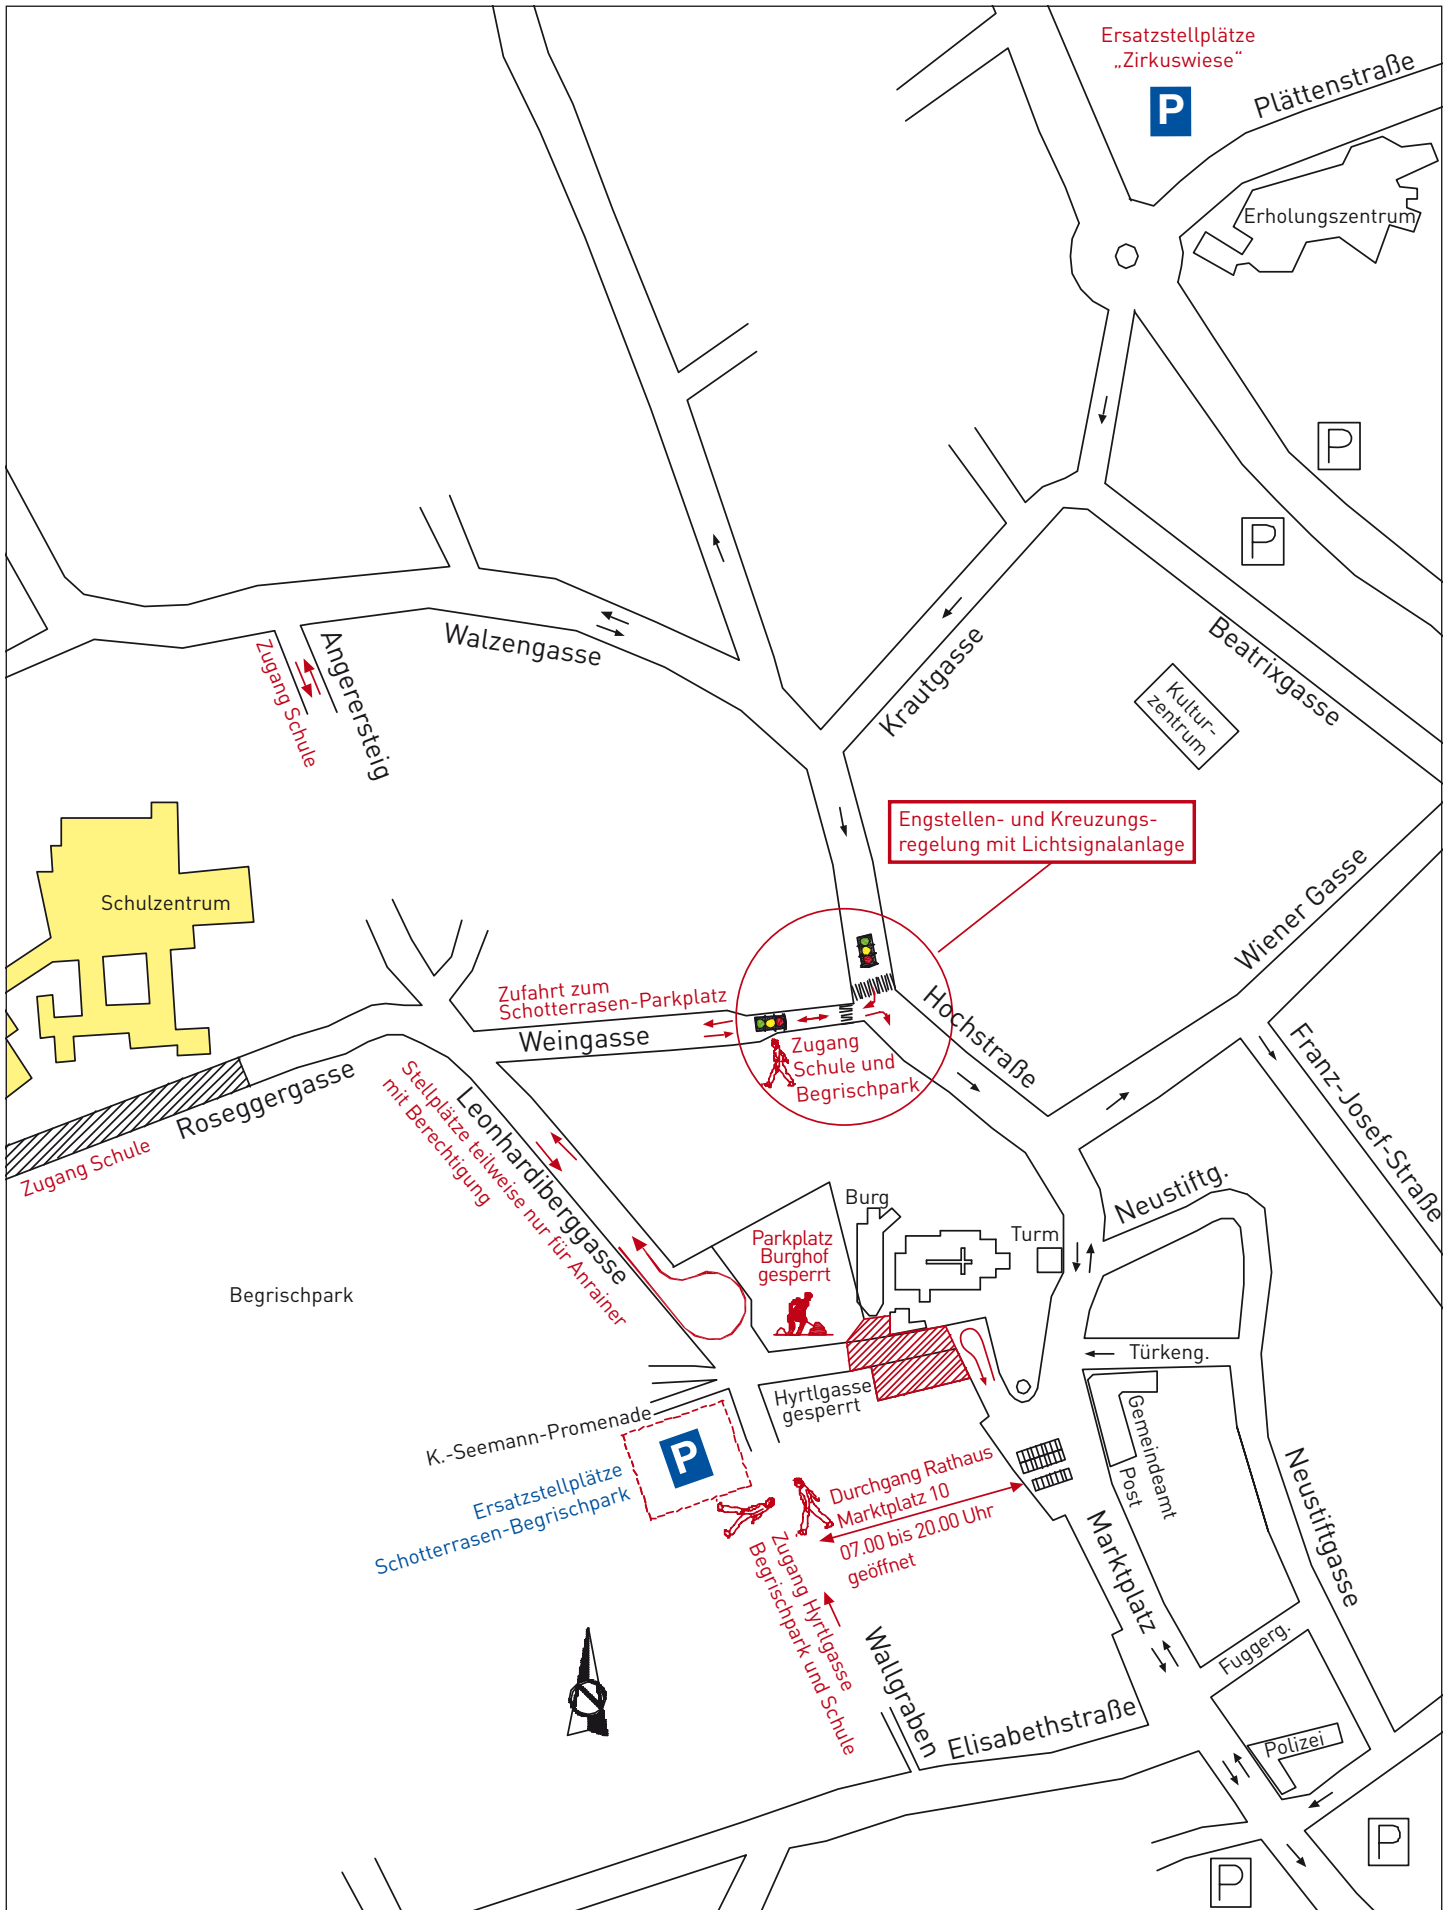 Ersatzstellplätze
„Zirkuswiese“
P
Plättenstraße
Erholungszentrum
P
P
Walzengasse
Angerersteig
Zugang Schule
Krautgasse
Beatrixgasse
Kultur-
zentrum
Engstellen- und Kreuzungs-
regelung mit Lichtsignalanlage
Wiener Gasse
Schulzentrum
Zufahrt zum
Schotterrasen-Parkplatz
Weingasse
Hochstraße
Zugang
Schule und
Begrischpark
Franz-Josef-Straße
Roseggergasse
Zugang Schule
Leonhardiberggasse
Stellplätze teilweise nur für Anrainer
mit Berechtigung
Neustiftg.
Burg
Turm
Parkplatz
Burghof
gesperrt
Begrischpark
Türkeng.
Hyrtlgasse
gesperrt
K.-Seemann-Promenade
P
Ersatzstellplätze
Schotterrasen-Begrischpark
Gemeindeamt
Post
Durchgang Rathaus
Marktplatz 10
07.00 bis 20.00 Uhr
geöffnet
Zugang Hyrtlgasse
Begrischpark und Schule
Marktplatz
Neustiftgasse
Fuggerg.
Wallgraben
Elisabethstraße
Polizei
P
P